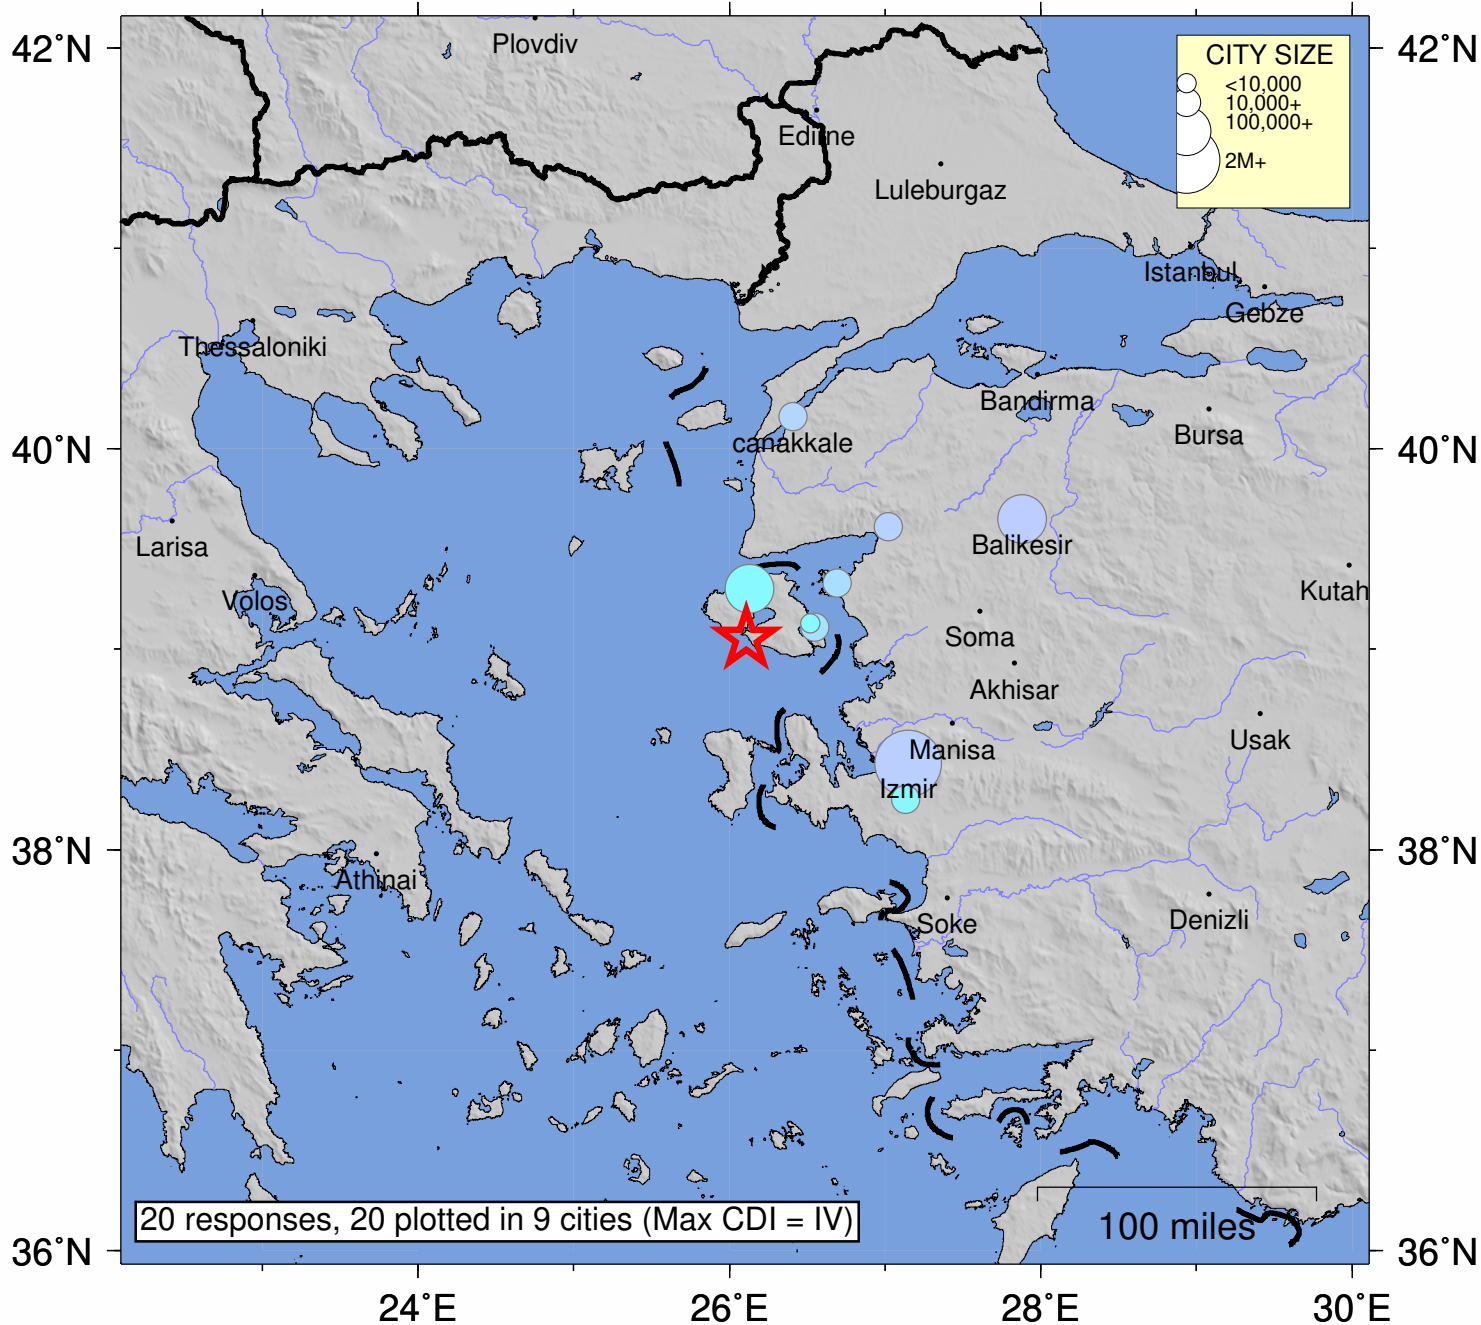 42°N
42°N
Plovdiv
CITY SIZE
<10,000
10,000+
100,000+
2M+
Edirne
Luleburgaz
Istanbul
Gebze
Thessaloniki
Bandirma
Bursa
canakkale
40°N
40°N
Larisa
Balikesir
Kutah
Volos
Soma
Akhisar
Usak
Manisa
Izmir
38°N
38°N
Athinai
Soke
Denizli
20 responses, 20 plotted in 9 cities (Max CDI = IV)
100 miles
36°N
36°N
24°E
26°E
28°E
30°E